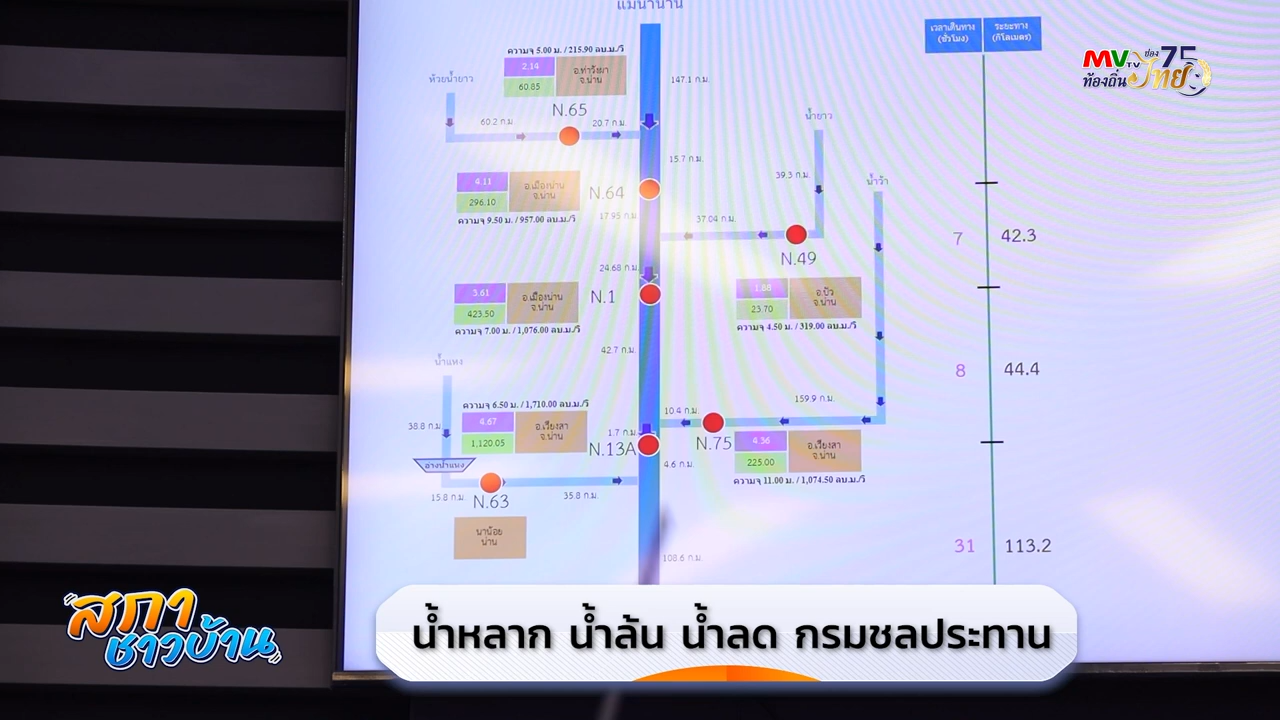 แม่น้ำน่าน
เวลาเดินทาง
(ชั่วโมง)
ระยะทาง
(กิโลเมตร)
MVTV ช่อง 75
ท้องถิ่นไทย
ความจุ 5.00 ม. / 215.90 ลบ.ม./วิ
2.14
60.85
อ.ท่าวังผา
จ.น่าน
147.1 ก.ม.
ห้วยน้ำยาว
N.65
60.2 ก.ม.
20.7 ก.ม.
น้ำยาว
15.7 ก.ม.
39.3 ก.ม.
น้ำว้า
4.11
296.10
อ.เมืองน่าน
จ.น่าน
N.64
ความจุ 9.50 ม. / 957.00 ลบ.ม./วิ
17.95 ก.ม.
37.04 ก.ม.
7
42.3
N.49
24.68 ก.ม.
3.61
423.50
อ.เมืองน่าน
จ.น่าน
N.1
1.88
23.70
อ.ปัว
จ.น่าน
ความจุ 7.00 ม. / 1,076.00 ลบ.ม./วิ
ความจุ 4.50 ม. / 319.00 ลบ.ม./วิ
42.7 ก.ม.
น้ำแหง
8
44.4
ความจุ 6.50 ม. / 1,710.00 ลบ.ม./วิ
159.9 ก.ม.
10.4 ก.ม.
38.8 ก.ม.
4.67
1,120.05
อ.เวียงสา
จ.น่าน
1.7 ก.ม.
N.13A
N.75
4.36
225.00
อ.เวียงสา
จ.น่าน
4.6 ก.ม.
อ่างน้ำแหง
ความจุ 11.00 ม. / 1,074.50 ลบ.ม./วิ
15.8 ก.ม.
N.63
35.8 ก.ม.
นาน้อย
น่าน
108.6 ก.ม.
31
113.2
สภา
ชาวบ้าน
น้ำหลาก น้ำล้น น้ำลด กรมชลประทาน